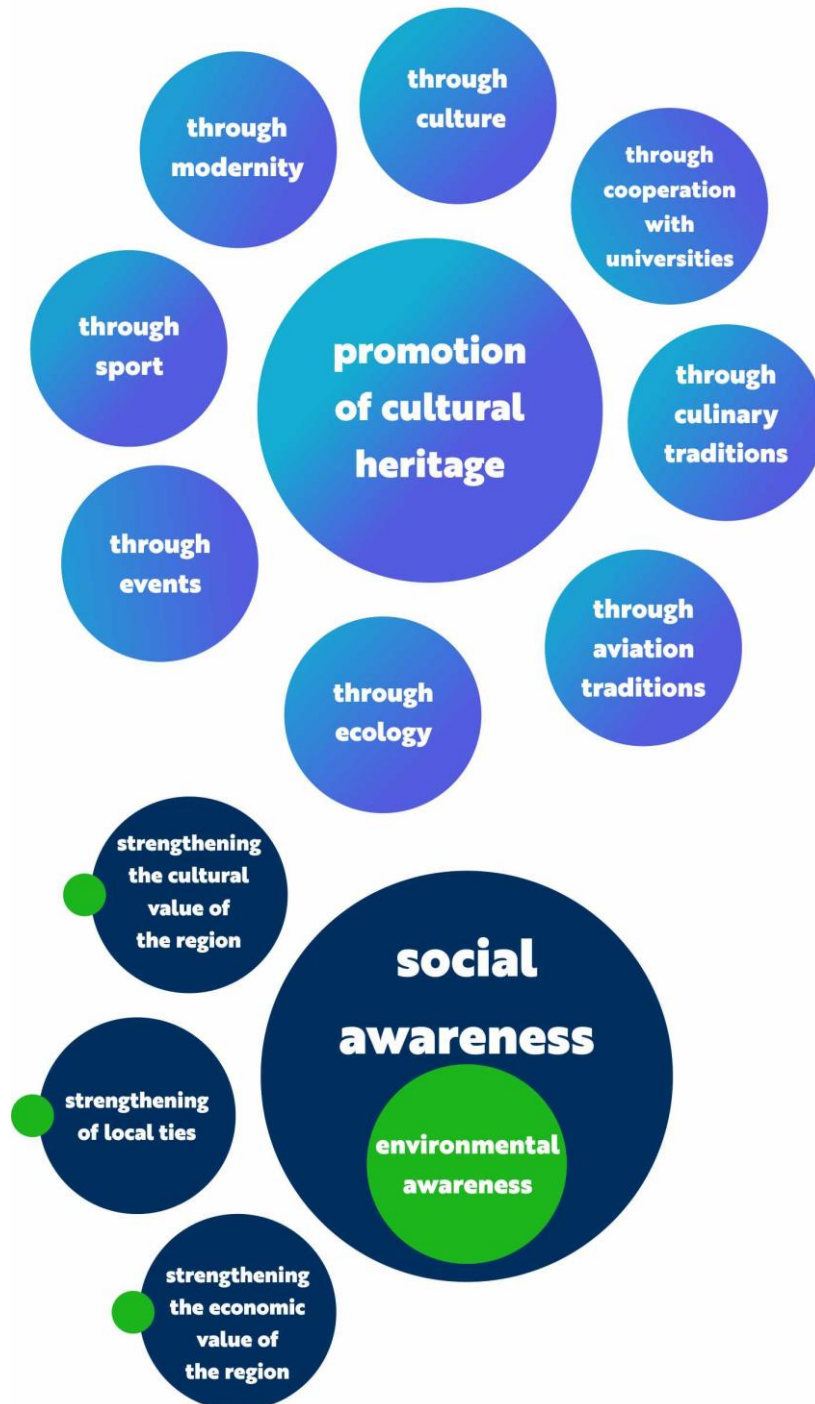 through
culture
through
modernity
through
cooperation
with
universities
through
sport
promotion
of cultural
heritage
through
culinary
traditions
through
events
through
aviation
traditions
through
ecology
strengthening
the cultural
value of
the region
social
awareness
strengthening
of local ties
environmental
awareness
strengthening
the economic
value of
the region